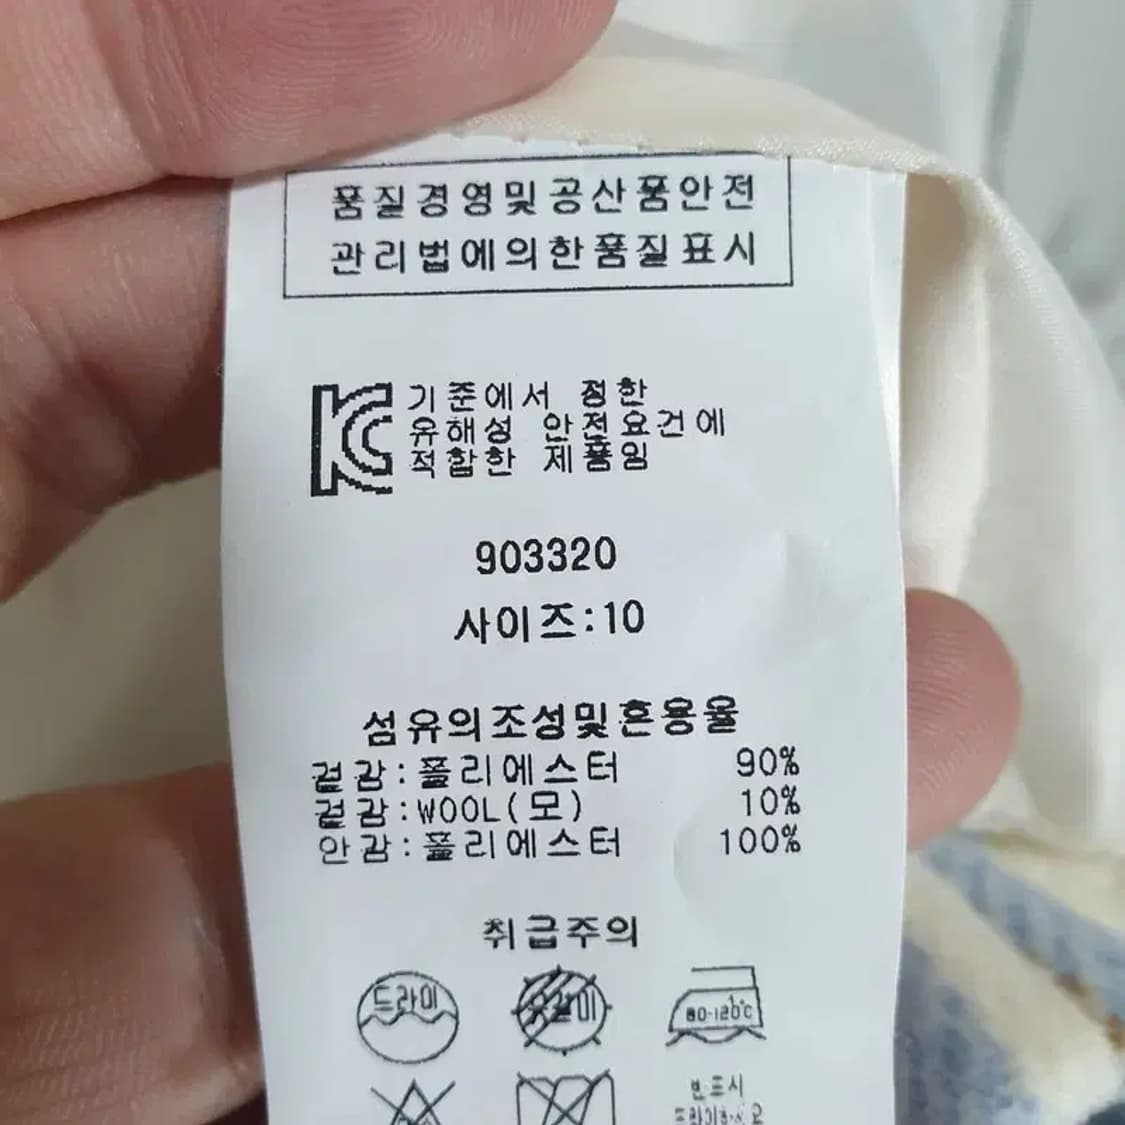 품질경영및공산품안전
관리법에의한품질표시
KC
기준에서 정한
유해성 안전요건에
적합한 제품임
903320
사이즈:10
섬유의조성및혼용율
겉감:폴리에스터 90%
겉감:WOOL(모) 10%
안감:폴리에스터 100%
취급주의
드라이
80-120℃
반드시